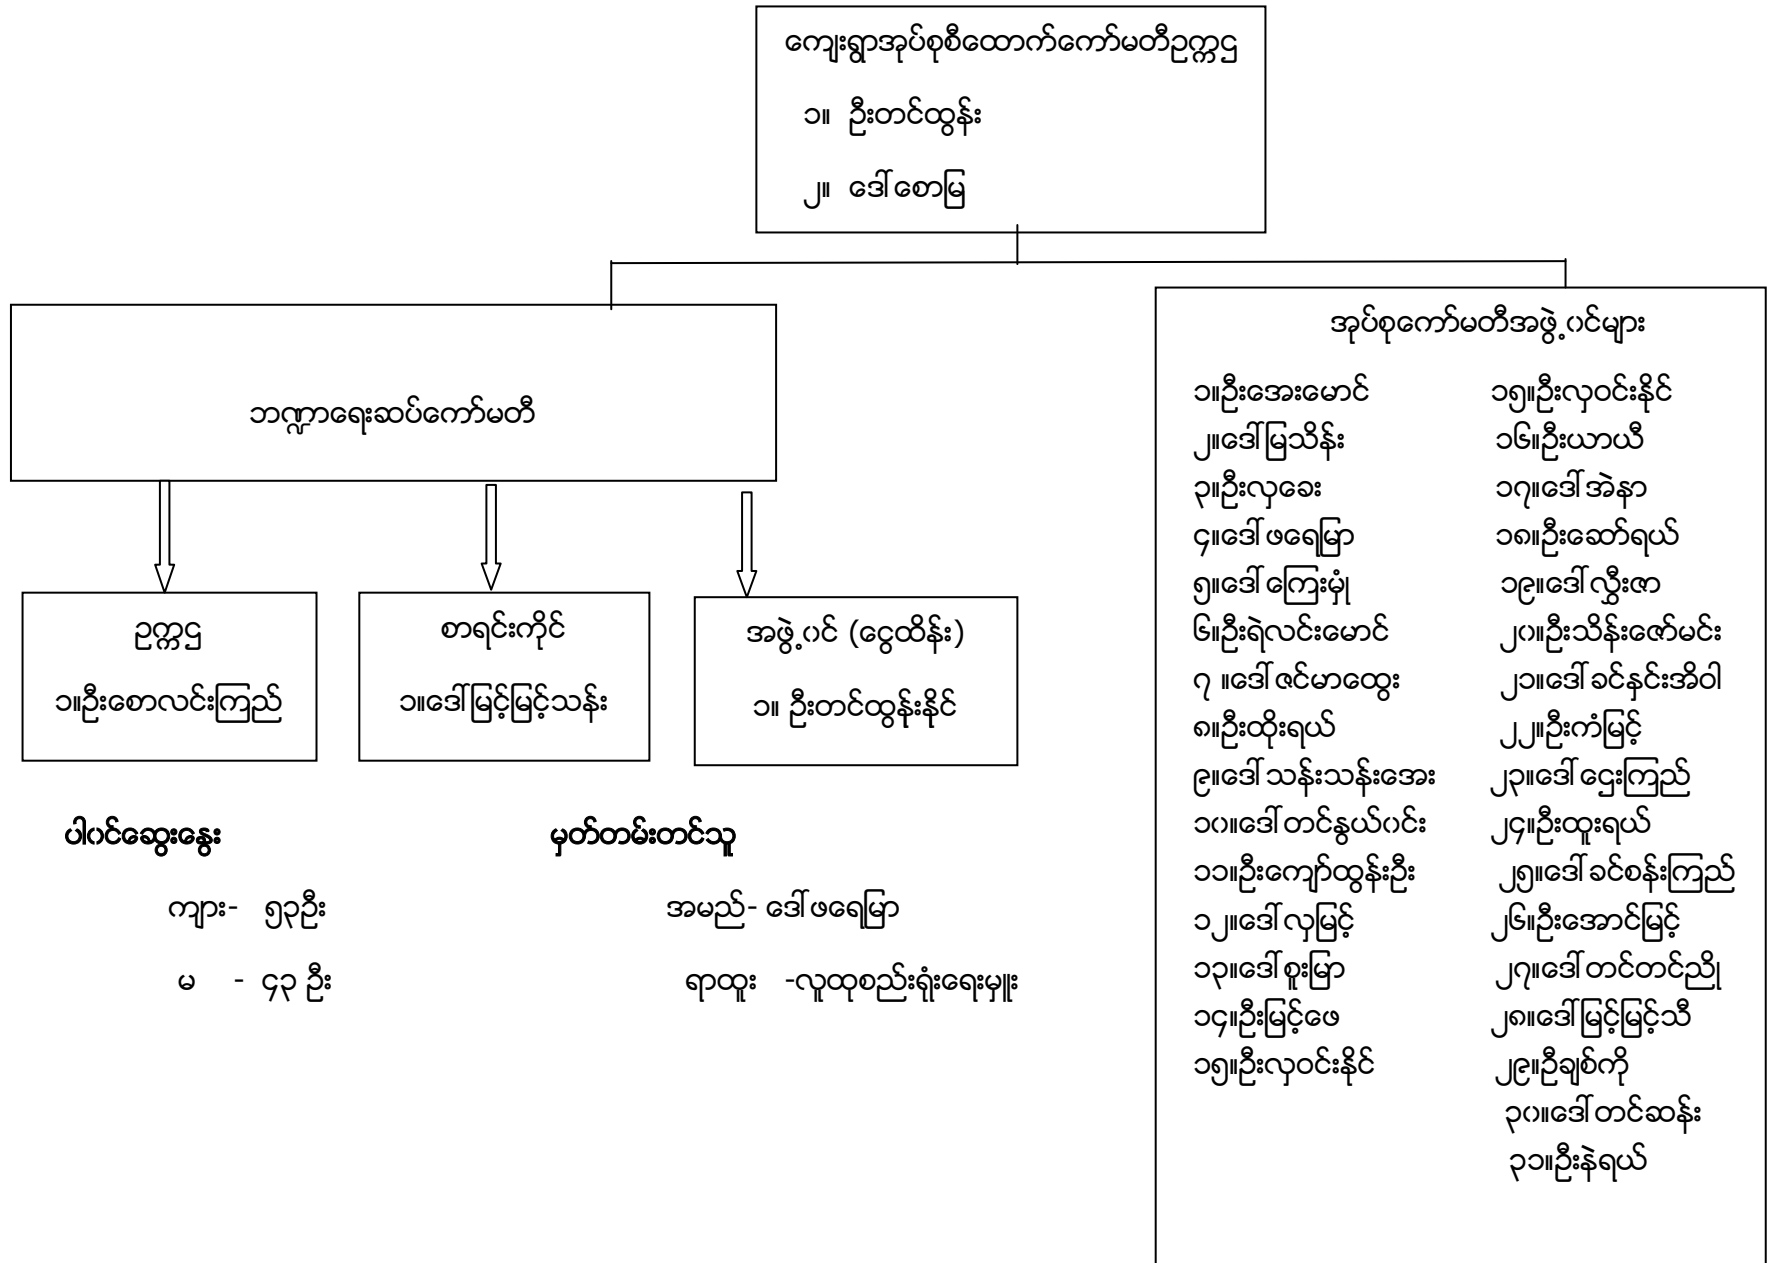 ကျေးရွာအုပ်စုစီထောက်ကော်မတီဥက္ကဌ
၁။ ဦးတင်ထွန်း
၂။ ဒေါ်စောမြ
ဘဏ္ဍာရေးဆပ်ကော်မတီ
ဥက္ကဌ
၁။ဦးစောလင်းကြည်
စာရင်းကိုင်
၁။ဒေါ်မြင့်မြင့်သန်း
အဖွဲ့၀င် (ငွေထိန်း)
၁။ ဦးတင်ထွန်းနိုင်
ပါ၀င်ဆွေးနွေး
ကျား- ၅၃ဦး
မ - ၄၃ ဦး
မှတ်တမ်းတင်သူ
အမည်- ဒေါ်ဖရေမြာ
ရာထူး -လူထုစည်းရုံးရေးမှူး
အုပ်စုကော်မတီအဖွဲ့၀င်များ
၁။ဦးအေးမောင်
၂။ဒေါ်မြသိန်း
၃။ဦးလှခေး
၄။ဒေါ်ဖရေမြာ
၅။ဒေါ်ကြေးမှုံ
၆။ဦးရဲလင်းမောင်
၇ ။ဒေါ်ဇင်မာထွေး
၈။ဦးထိုးရယ်
၉။ဒေါ်သန်းသန်းအေး
၁၀။ဒေါ်တင်နွယ်၀င်း
၁၁။ဦးကျော်ထွန်းဦး
၁၂။ဒေါ်လှမြင့်
၁၃။ဒေါ်စူးမြာ
၁၄။ဦးမြင့်ဖေ
၁၅။ဦးလှဝင်းနိုင်
၁၅။ဦးလှဝင်းနိုင်
၁၆။ဦးယာယီ
၁၇။ဒေါ်အဲနာ
၁၈။ဦးဆော်ရယ်
၁၉။ဒေါ်လွှီးဇာ
၂၀။ဦးသိန်းဇော်မင်း
၂၁။ဒေါ်ခင်နှင်းအိဝါ
၂၂။ဦးကံမြင့်
၂၃။ဒေါ်ဌေးကြည်
၂၄။ဦးထူးရယ်
၂၅။ဒေါ်ခင်စန်းကြည်
၂၆။ဦးအောင်မြင့်
၂၇။ဒေါ်တင်တင်ညို
၂၈။ဒေါ်မြင့်မြင့်သီ
၂၉။ဦချစ်ကို
၃၀။ဒေါ်တင်ဆန်း
၃၁။ဦးနဲရယ်